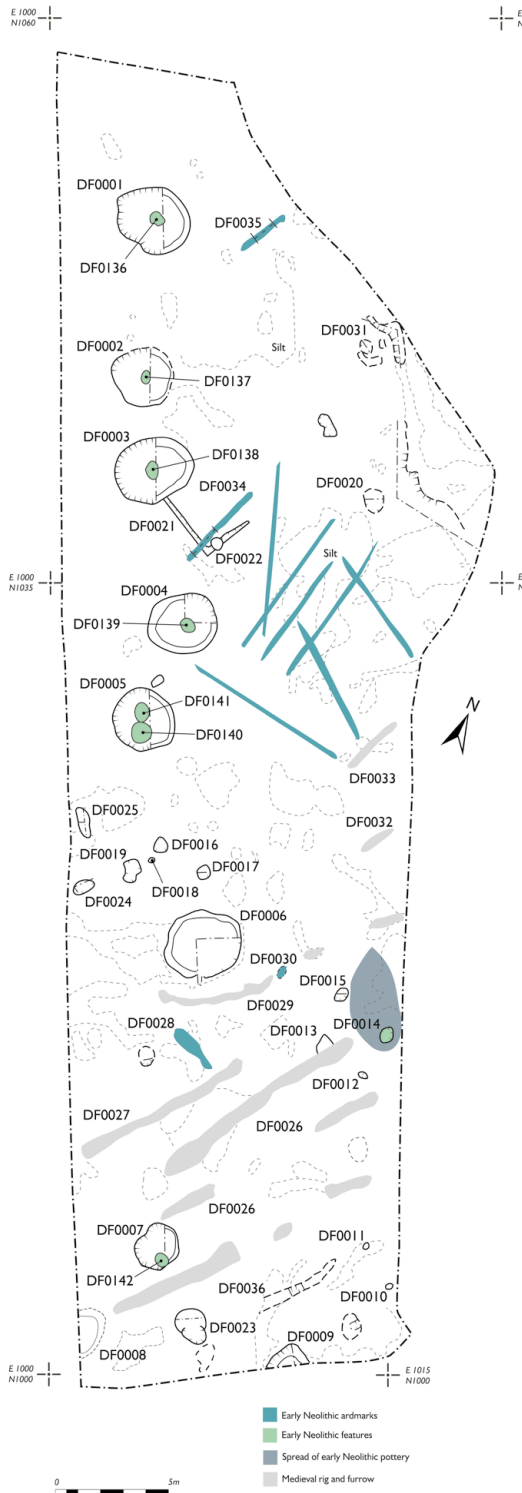 E 1000
N1060
E
N
DF0001
DF0035
DF0136
DF0031
DF0002
Silt
DF0137
DF0003
DF0138
DF0034
DF0020
DF0021
DF0022
Silt
E 1000
N1035
E
N
DF0004
DF0139
DF0005
DF0141
DF0140
N
DF0033
DF0025
DF0032
DF0016
DF0019
DF0017
DF0018
DF0024
DF0006
DF0030
DF0015
DF0029
DF0028
DF0013
DF0014
DF0012
DF0027
DF0026
DF0026
DF0007
DF0011
DF0142
DF0036
DF0010
DF0023
DF0009
DF0008
E 1000
N1000
E 1015
N1000
Early Neolithic ardmarks
Early Neolithic features
Spread of early Neolithic pottery
Medieval rig and furrow
0 5m